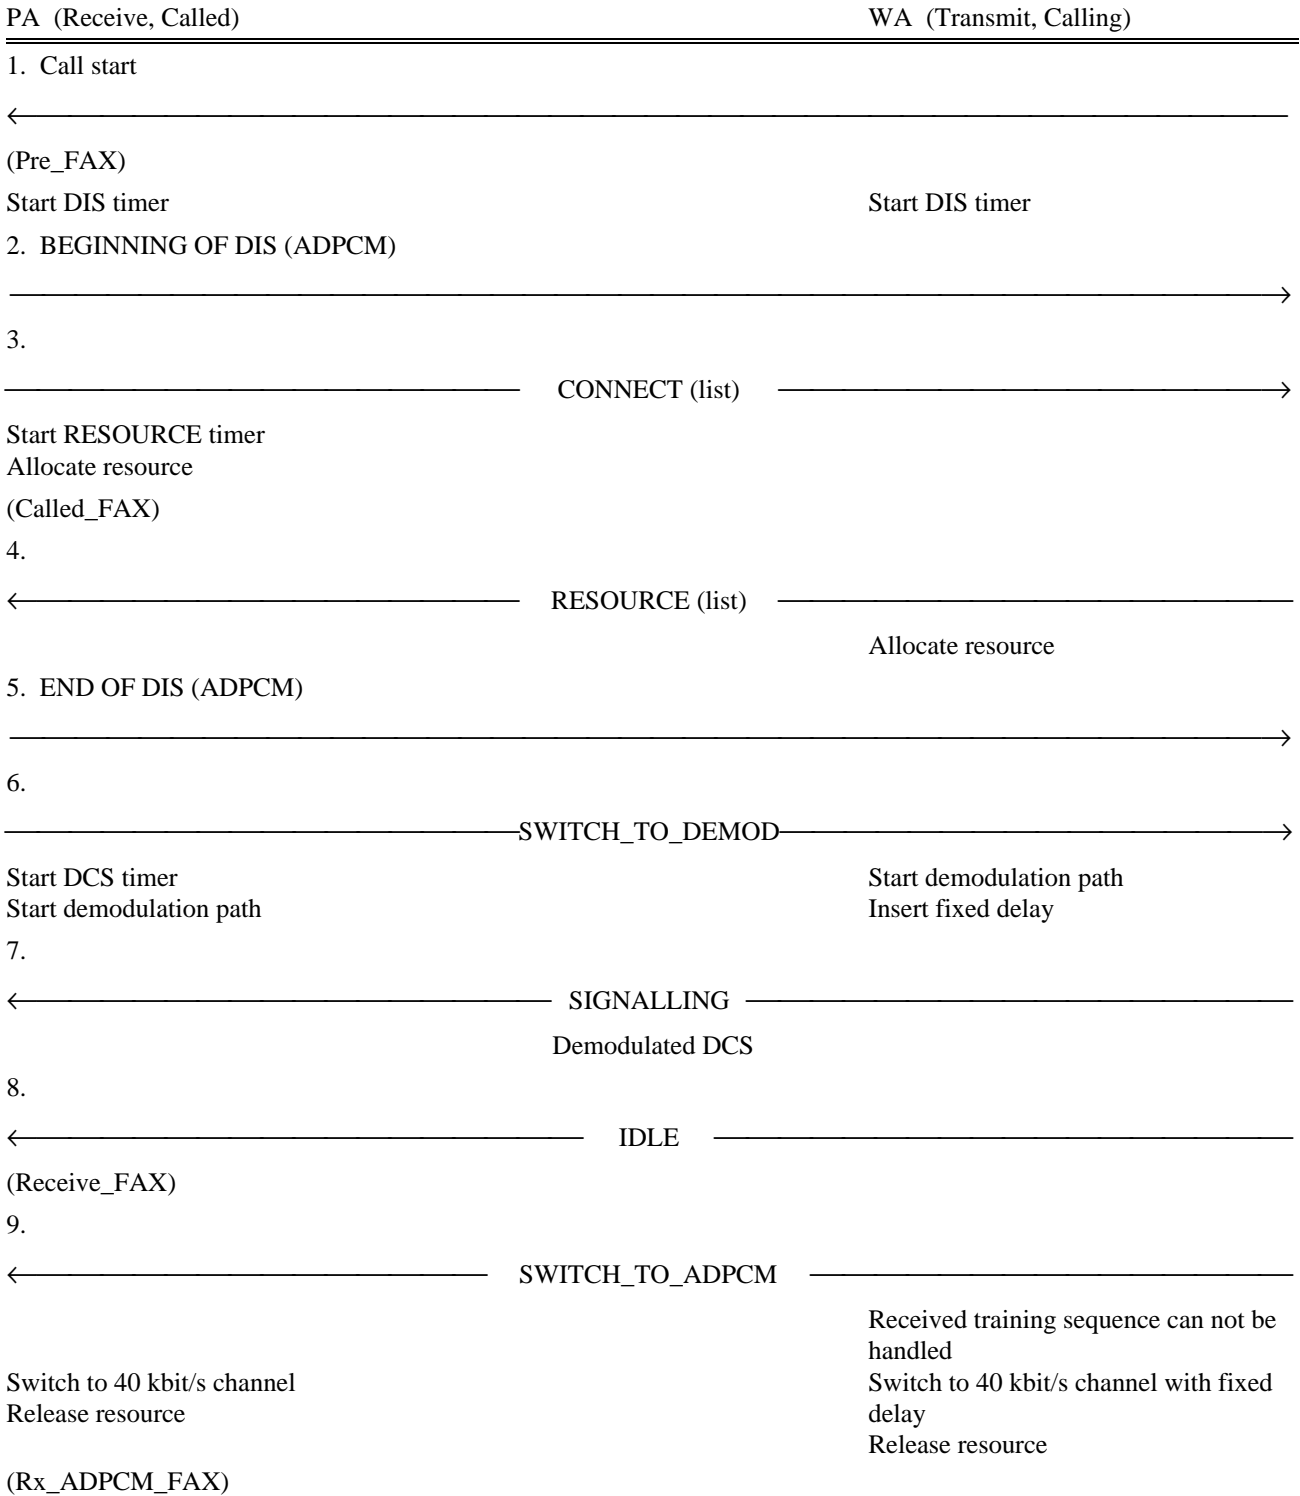 PA (Receive, Called) WA (Transmit, Calling)
1. Call start
(Pre_FAX)
Start DIS timer Start DIS timer
2. BEGINNING OF DIS (ADPCM)
3.
CONNECT (list)
Start RESOURCE timer
Allocate resource
(Called_FAX)
4.
RESOURCE (list)
Allocate resource
5. END OF DIS (ADPCM)
6.
SWITCH_TO_DEMOD
Start DCS timer Start demodulation path
Start demodulation path Insert fixed delay
7.
SIGNALLING
Demodulated DCS
8.
IDLE
(Receive_FAX)
9.
SWITCH_TO_ADPCM
Received training sequence can not be
handled
Switch to 40 kbit/s channel Switch to 40 kbit/s channel with fixed
Release resource delay
Release resource
(Rx_ADPCM_FAX)